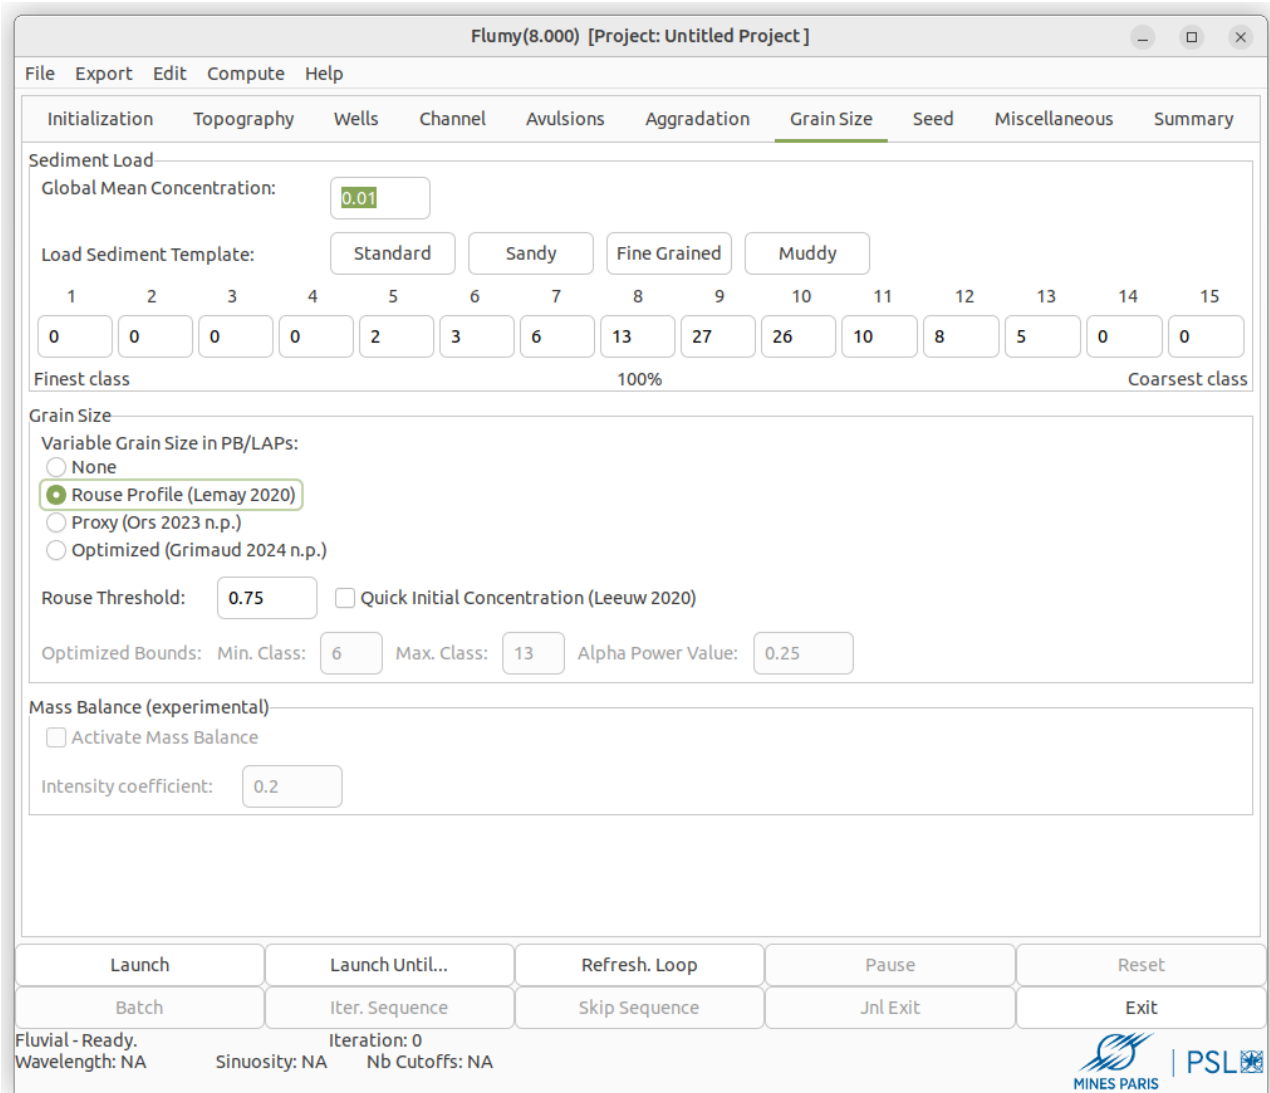 Flumy(8.000) [Project: Untitled Project ]
File Export Edit Compute Help
Initialization Topography Wells Channel Avulsions Aggradation Grain Size Seed Miscellaneous Summary
Sediment Load
Global Mean Concentration: 0.01
Load Sediment Template: Standard Sandy Fine Grained Muddy
1 2 3 4 5 6 7 8 9 10 11 12 13 14 15
0 0 0 0 2 3 6 13 27 26 10 8 5 0 0
Finest class 100% Coarsest class
Grain Size
Variable Grain Size in PB/LAPs:
None
Rouse Profile (Lemay 2020)
Proxy (Ors 2023 n.p.)
Optimized (Grimaud 2024 n.p.)
Rouse Threshold: 0.75 Quick Initial Concentration (Leeuw 2020)
Optimized Bounds: Min. Class: 6 Max. Class: 13 Alpha Power Value: 0.25
Mass Balance (experimental)
Activate Mass Balance
Intensity coefficient: 0.2
Launch Launch Until... Refresh. Loop Pause Reset
Batch Iter. Sequence Skip Sequence Jnl Exit Exit
Fluvial - Ready. Iteration: 0
Wavelength: NA Sinuosity: NA Nb Cutoffs: NA
MINES PARIS PSL